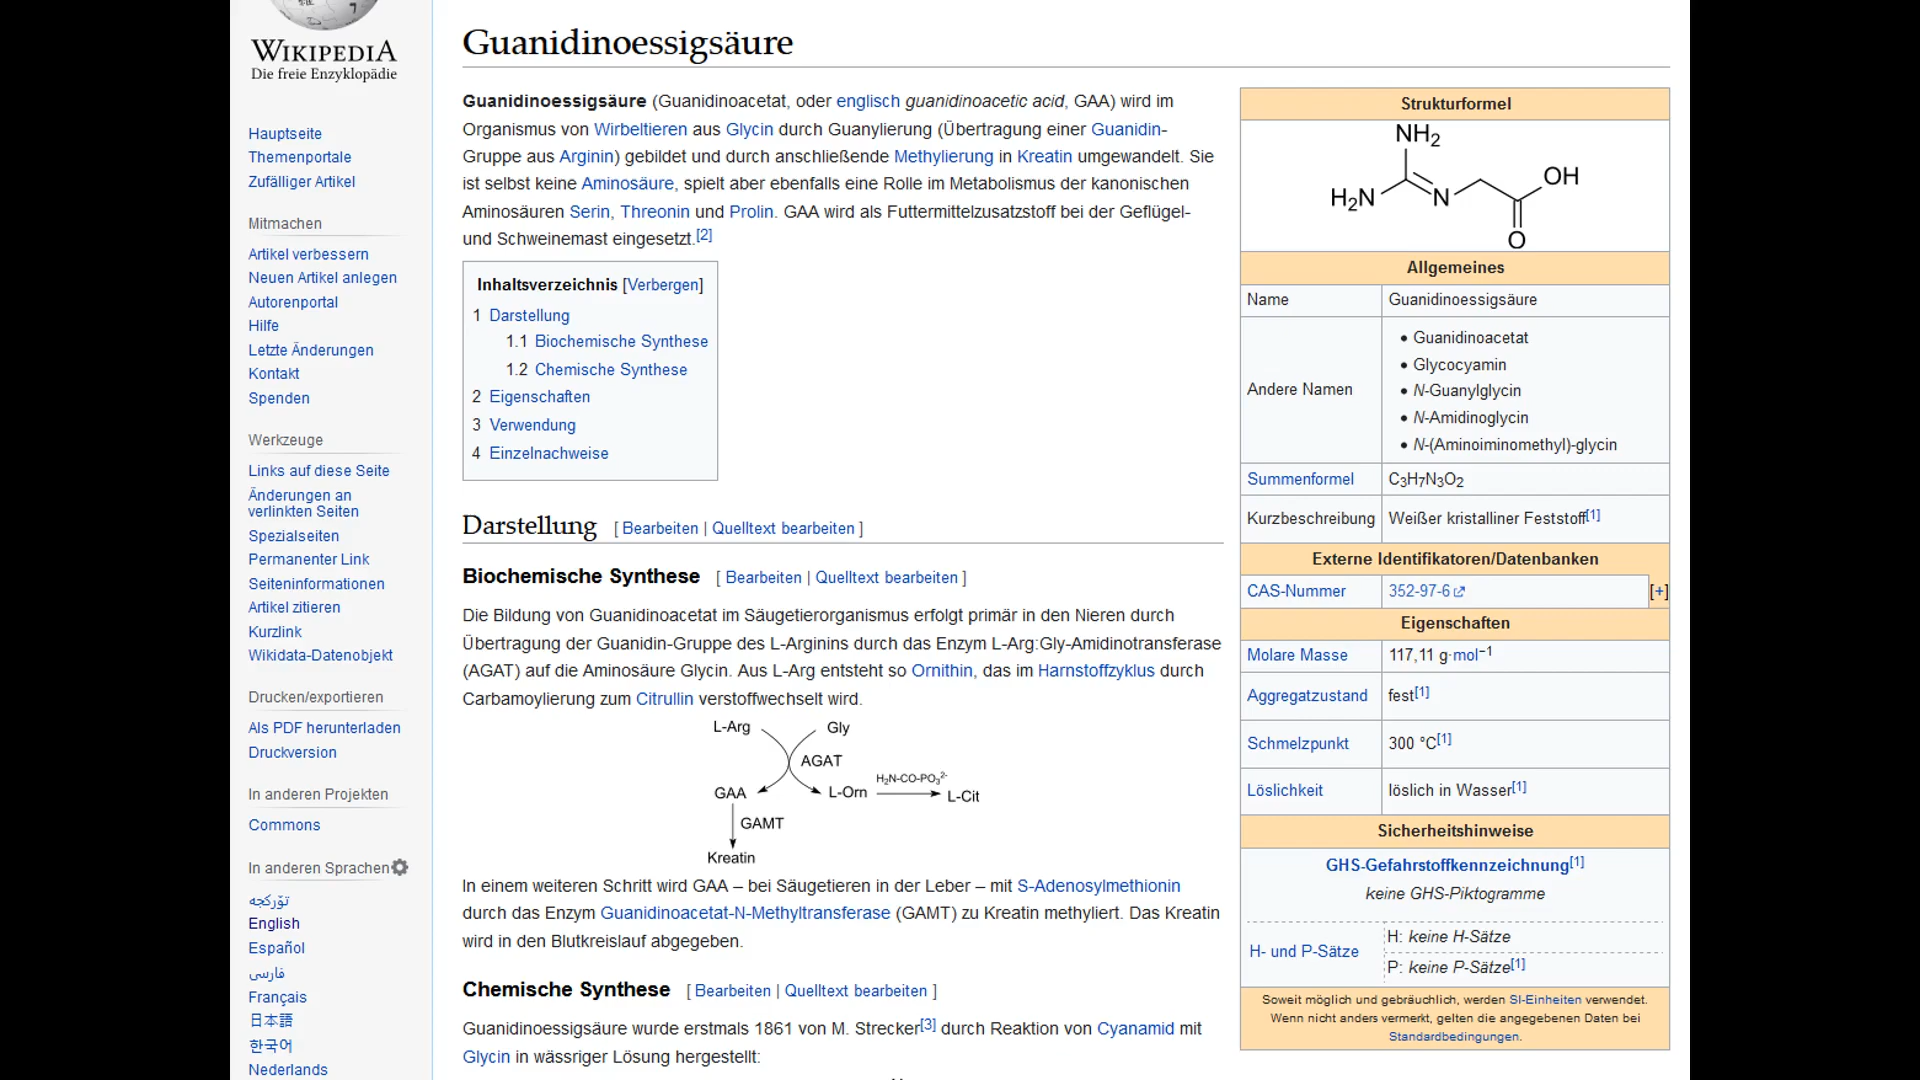 WIKIPEDIA
Die freie Enzyklopädie
Hauptseite
Themenportale
Zufälliger Artikel
Mitmachen
Artikel verbessern
Neuen Artikel anlegen
Autorenportal
Hilfe
Letzte Änderungen
Kontakt
Spenden
Werkzeuge
Links auf diese Seite
Änderungen an
verlinkten Seiten
Spezialseiten
Permanenter Link
Seiteninformationen
Artikel zitieren
Kurzlink
Wikidata-Datenobjekt
Drucken/exportieren
Als PDF herunterladen
Druckversion
In anderen Projekten
Commons
In anderen Sprachen
تۆرکجه
English
Español
فارسی
Français
日本語
한국어
Nederlands
Guanidinoessigsäure
Guanidinoessigsäure (Guanidinoacetat, oder englisch guanidinoacetic acid, GAA) wird im
Organismus von Wirbeltieren aus Glycin durch Guanylierung (Übertragung einer Guanidin-
Gruppe aus Arginin) gebildet und durch anschließende Methylierung in Kreatin umgewandelt. Sie
ist selbst keine Aminosäure, spielt aber ebenfalls eine Rolle im Metabolismus der kanonischen
Aminosäuren Serin, Threonin und Prolin. GAA wird als Futtermittelzusatzstoff bei der Geflügel-
und Schweinemast eingesetzt.[2]
Inhaltsverzeichnis [Verbergen]
1 Darstellung
1.1 Biochemische Synthese
1.2 Chemische Synthese
2 Eigenschaften
3 Verwendung
4 Einzelnachweise
Darstellung [ Bearbeiten | Quelltext bearbeiten ]
Biochemische Synthese [ Bearbeiten | Quelltext bearbeiten ]
Die Bildung von Guanidinoacetat im Säugetierorganismus erfolgt primär in den Nieren durch
Übertragung der Guanidin-Gruppe des L-Arginins durch das Enzym L-Arg:Gly-Amidinotransferase
(AGAT) auf die Aminosäure Glycin. Aus L-Arg entsteht so Ornithin, das im Harnstoffzyklus durch
Carbamoylierung zum Citrullin verstoffwechselt wird.
L-Arg Gly
AGAT
H₂N-CO-PO₃²⁻
GAA L-Orn L-Cit
GAMT
Kreatin
In einem weiteren Schritt wird GAA – bei Säugetieren in der Leber – mit S-Adenosylmethionin
durch das Enzym Guanidinoacetat-N-Methyltransferase (GAMT) zu Kreatin methyliert. Das Kreatin
wird in den Blutkreislauf abgegeben.
Chemische Synthese [ Bearbeiten | Quelltext bearbeiten ]
Guanidinoessigsäure wurde erstmals 1861 von M. Strecker[3] durch Reaktion von Cyanamid mit
Glycin in wässriger Lösung hergestellt:
Strukturformel
NH₂
OH
H₂N N
O
Allgemeines
Name Guanidinoessigsäure
Andere Namen
• Guanidinoacetat
• Glycocyamin
• N-Guanylglycin
• N-Amidinoglycin
• N-(Aminoiminomethyl)-glycin
Summenformel C₃H₇N₃O₂
Kurzbeschreibung Weißer kristalliner Feststoff[1]
Externe Identifikatoren/Datenbanken
CAS-Nummer 352-97-6 [+]
Eigenschaften
Molare Masse 117,11 g·mol⁻¹
Aggregatzustand fest[1]
Schmelzpunkt 300 °C[1]
Löslichkeit löslich in Wasser[1]
Sicherheitshinweise
GHS-Gefahrstoffkennzeichnung[1]
keine GHS-Piktogramme
H- und P-Sätze
H: keine H-Sätze
P: keine P-Sätze[1]
Soweit möglich und gebräuchlich, werden SI-Einheiten verwendet.
Wenn nicht anders vermerkt, gelten die angegebenen Daten bei
Standardbedingungen.